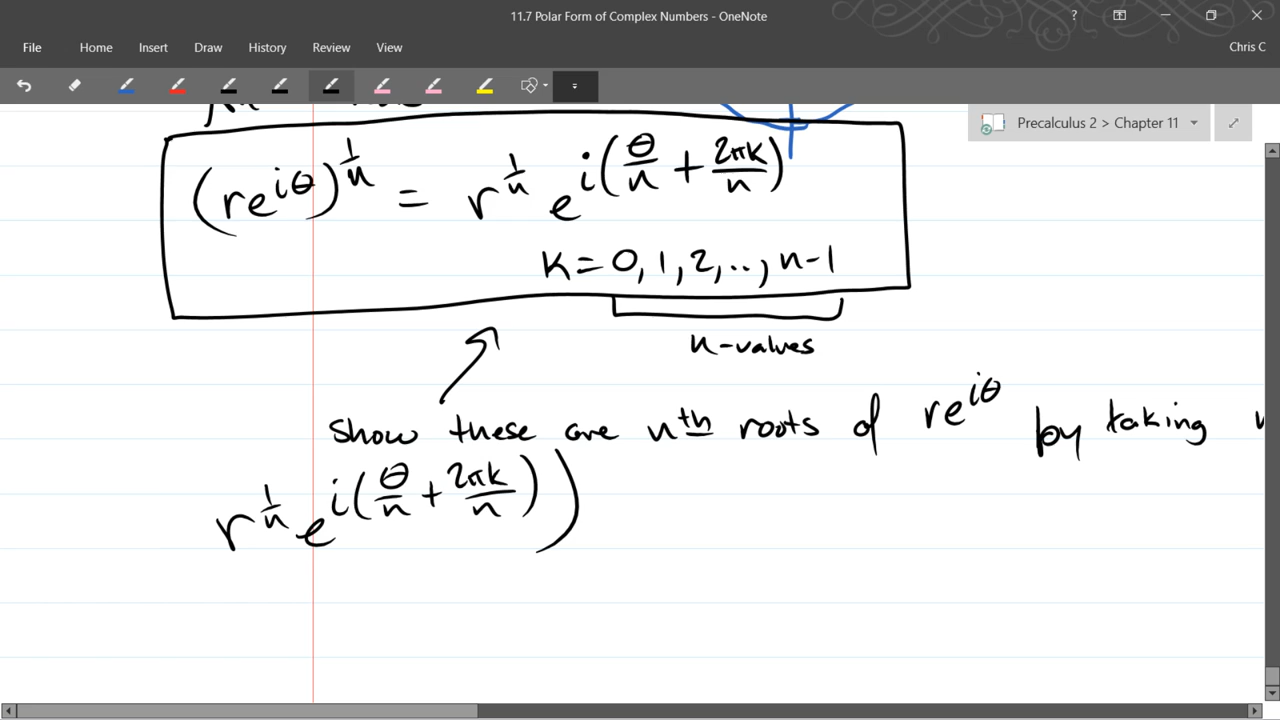 11.7 Polar Form of Complex Numbers - OneNote
?
File Home Insert Draw History Review View Chris C
Precalculus 2 > Chapter 11
(re^{iθ})^{1/n} = r^{1/n} e^{i(θ/n + 2πk/n)}
k = 0, 1, 2, .., n-1
n-values
show these are nth roots of re^{iθ} by taking
r^{1/n} e^{i(θ/n + 2πk/n)})